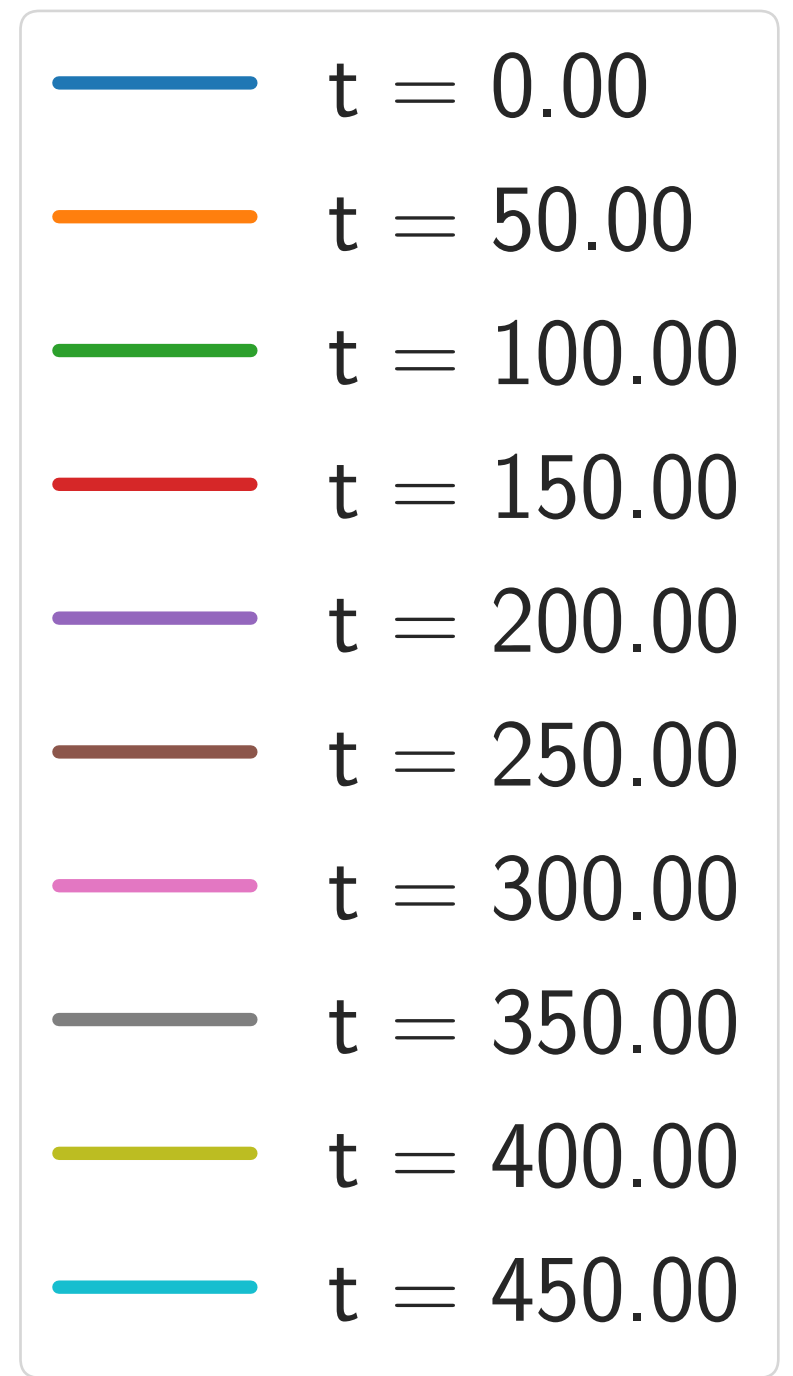 t = 0.00
t = 50.00
t = 100.00
t = 150.00
t = 200.00
t = 250.00
t = 300.00
t = 350.00
t = 400.00
t = 450.00